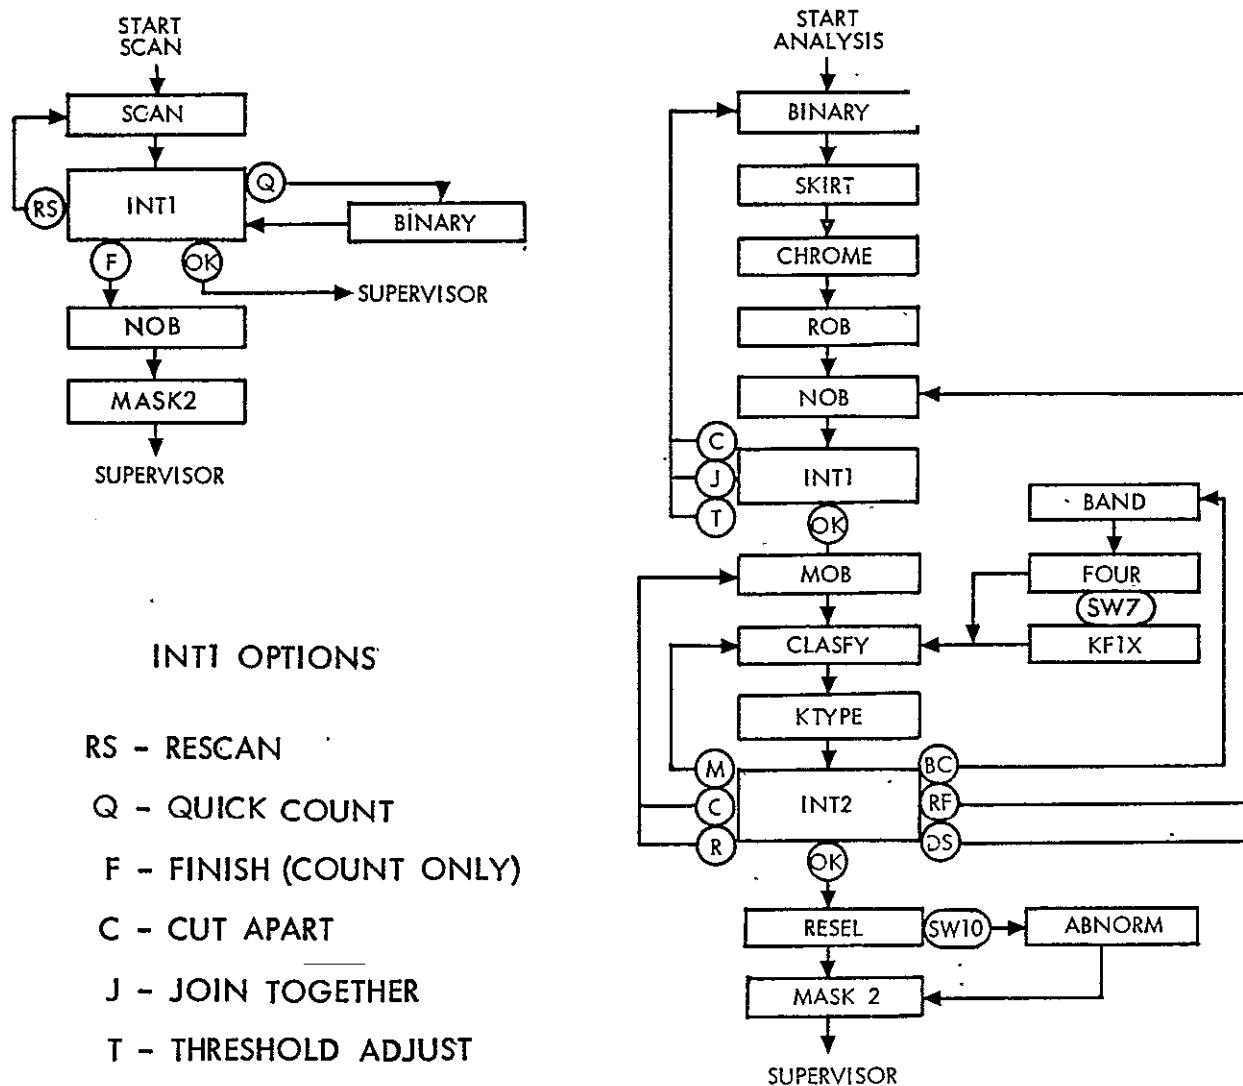 START
SCAN
SCAN
INT1
Q
RS
BINARY
F
OK
SUPERVISOR
NOB
MASK2
SUPERVISOR
INT1 OPTIONS
RS - RESCAN
Q - QUICK COUNT
F - FINISH (COUNT ONLY)
C - CUT APART
J - JOIN TOGETHER
T - THRESHOLD ADJUST
START
ANALYSIS
BINARY
SKIRT
CHROME
ROB
NOB
C
J
T
INT1
OK
BAND
MOB
FOUR
SW7
CLASFY
KF1X
KTYPE
M
C
R
INT2
BC
RF
DS
OK
RESEL
SW10
ABNORM
MASK 2
SUPERVISOR